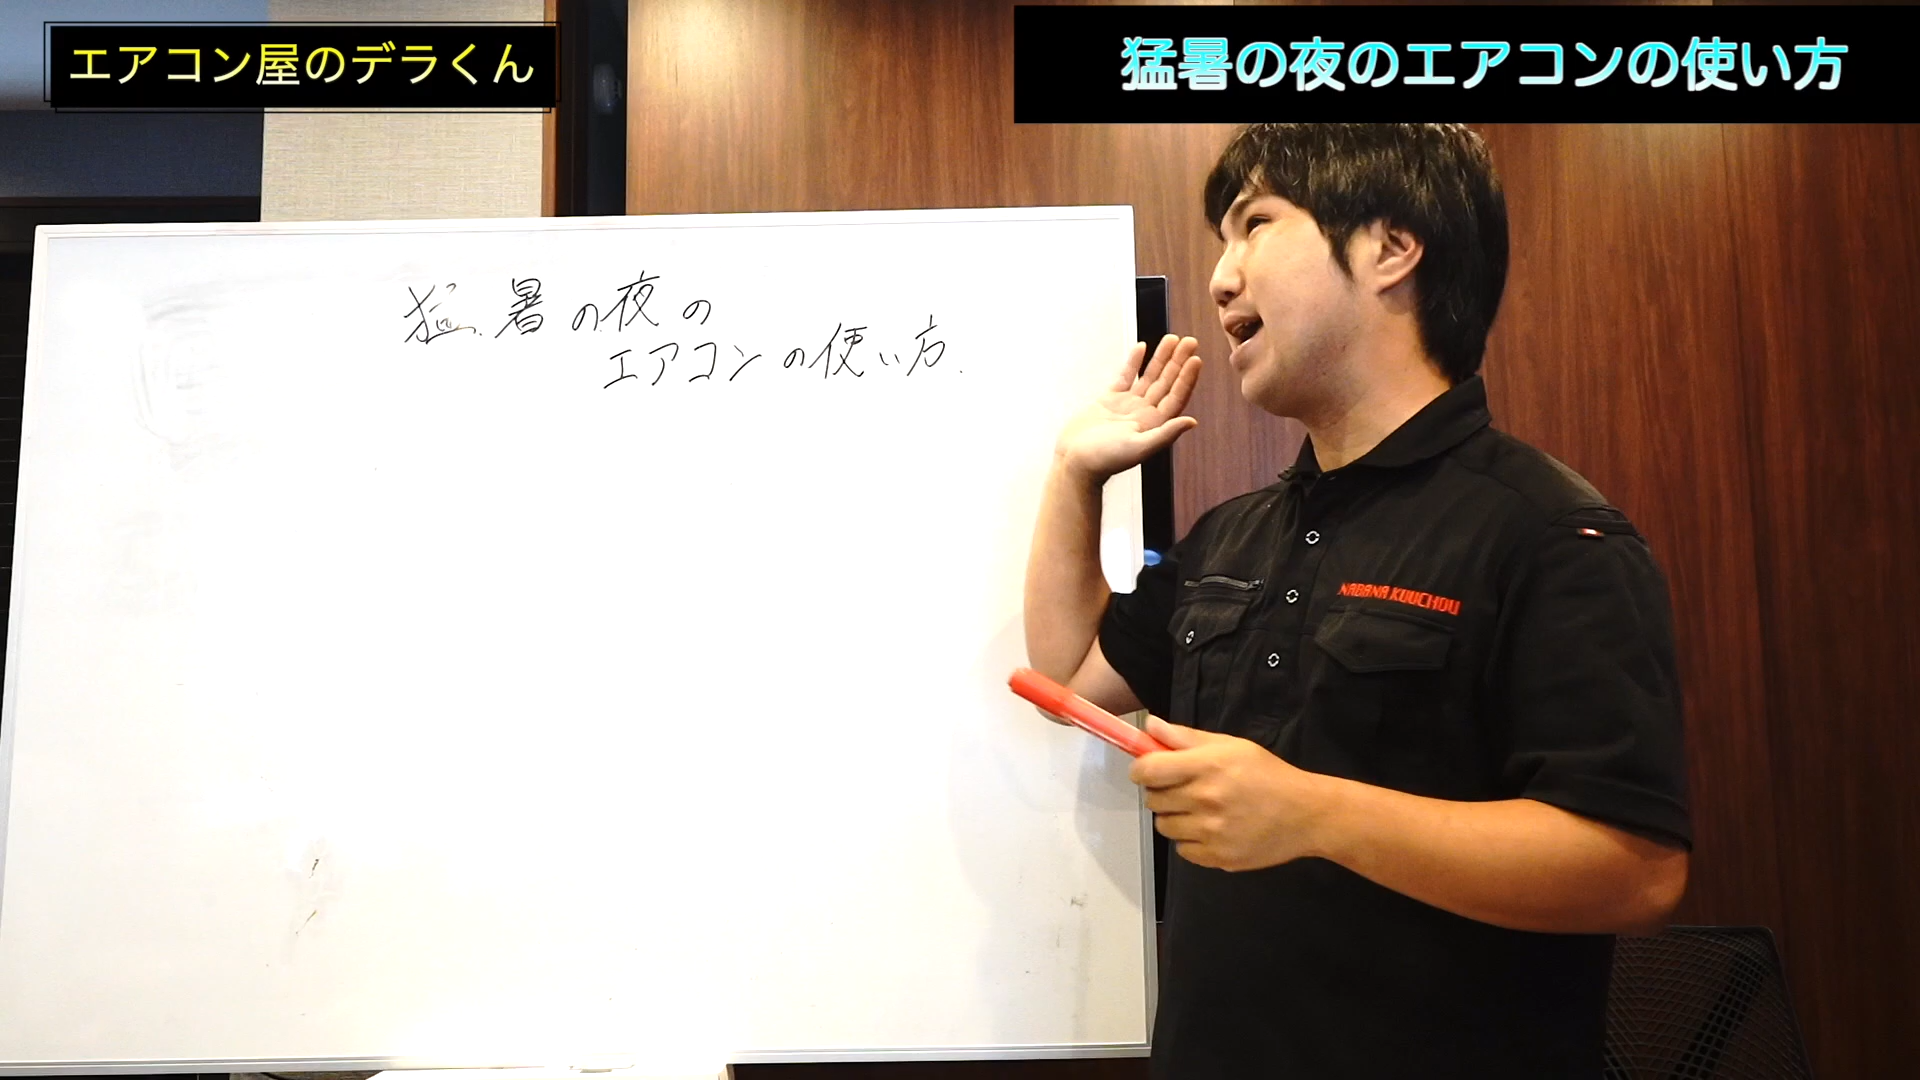 エアコン屋のデラくん
猛暑の夜のエアコンの使い方
猛暑の夜の
エアコンの使い方.
NABANA KUUCHOU